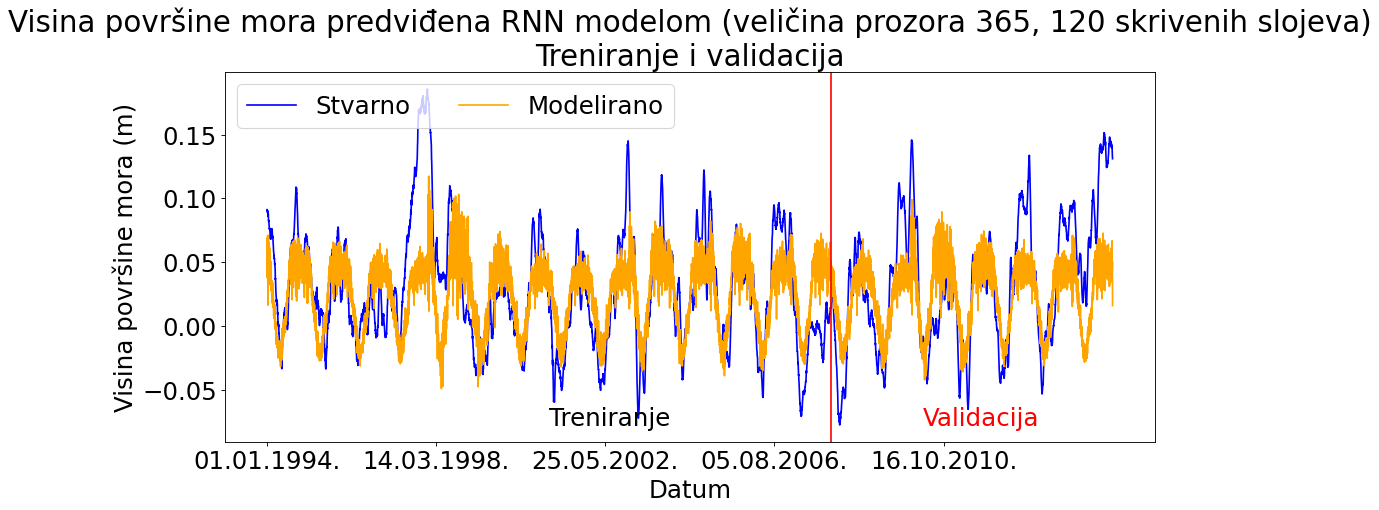 Visina površine mora predviđena RNN modelom (veličina prozora 365, 120 skrivenih slojeva)
Treniranje i validacija
Stvarno
Modelirano
Visina površine mora (m)
0.15
0.10
0.05
0.00
−0.05
Treniranje
Validacija
01.01.1994.
14.03.1998.
25.05.2002.
05.08.2006.
16.10.2010.
Datum